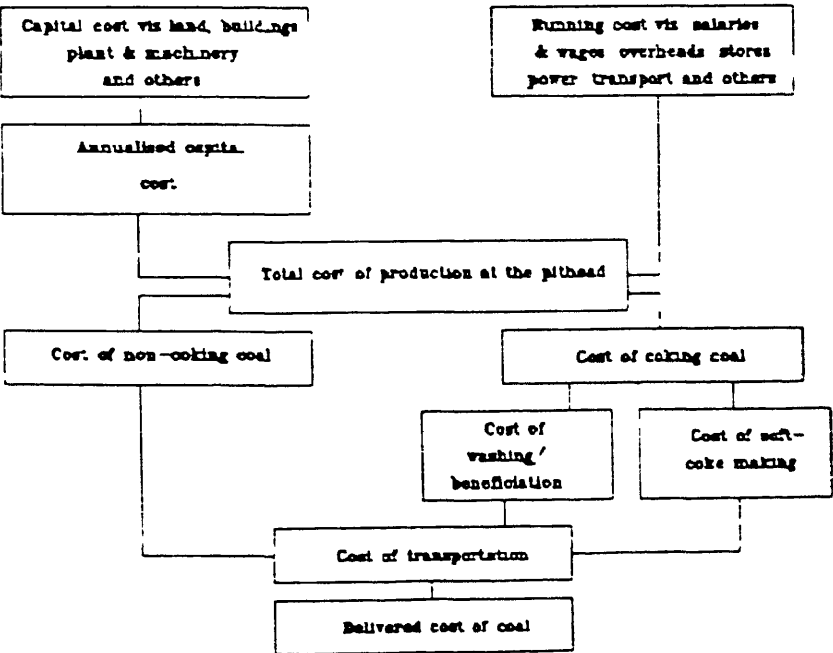 Capital cost viz land, buildings
plant & machinery
and others
Running cost viz salaries
& wages overheads stores
power transport and others
Annualised capital
cost
Total cost of production at the pithead
Cost of non-coking coal
Cost of coking coal
Cost of
washing/
beneficiation
Cost of soft-
coke making
Cost of transportation
Delivered cost of coal